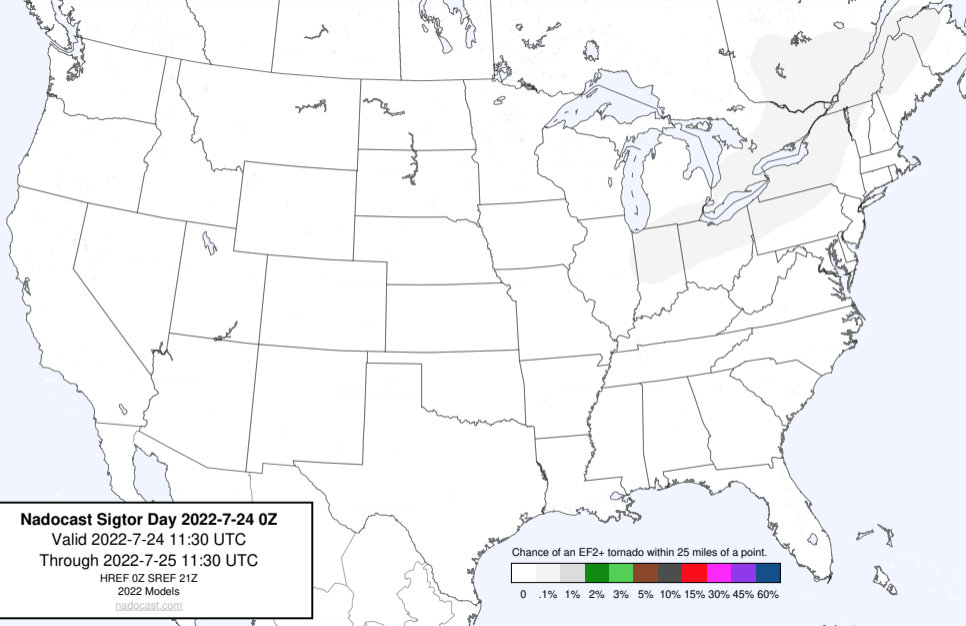 Nadocast Sigtor Day 2022-7-24 0Z
Valid 2022-7-24 11:30 UTC
Through 2022-7-25 11:30 UTC
HREF 0Z SREF 21Z
2022 Models
nadocast.com
Chance of an EF2+ tornado within 25 miles of a point.
0 .1% 1% 2% 3% 5% 10% 15% 30% 45% 60%